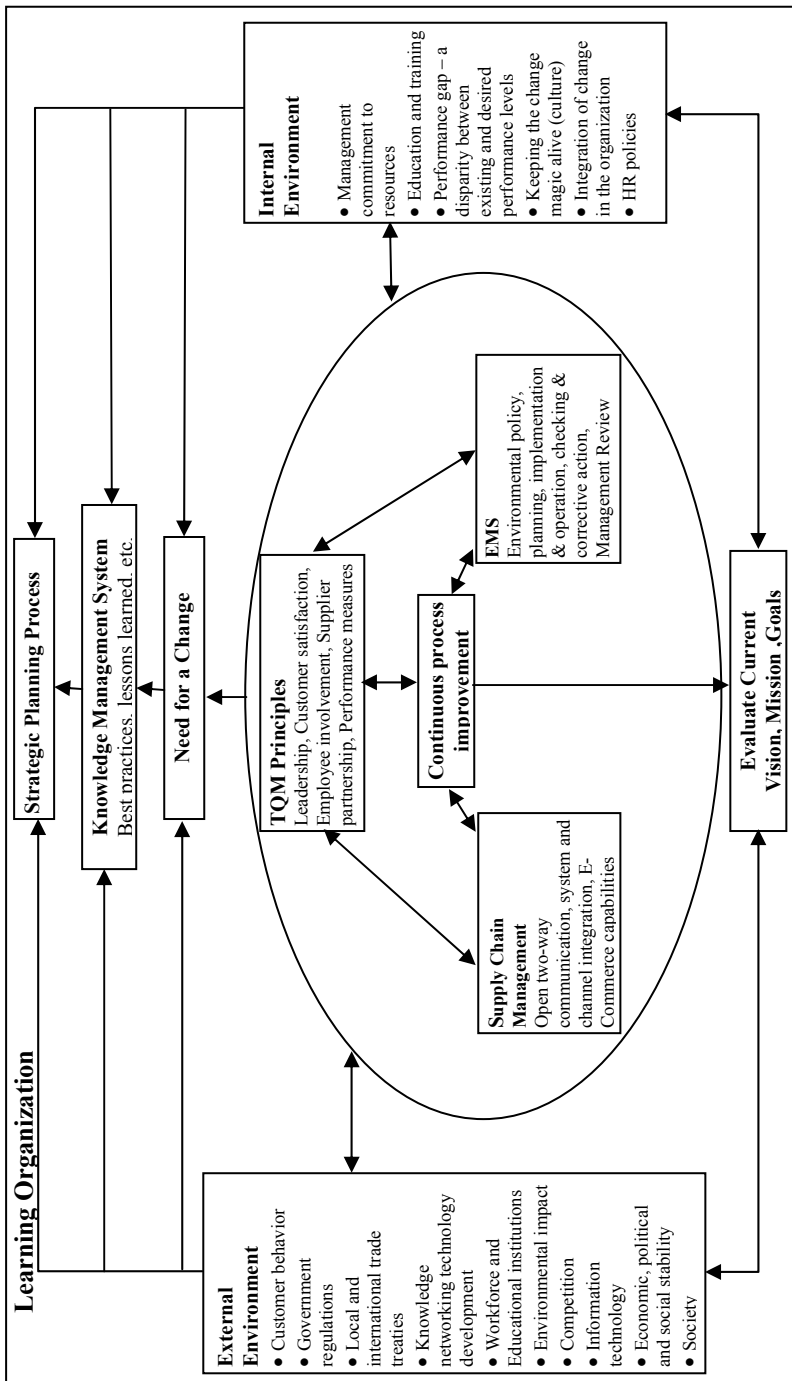 Learning Organization
Strategic Planning Process
Knowledge Management System
Best practices. lessons learned. etc.
Need for a Change
External
Environment
● Customer behavior
● Government
regulations
● Local and
international trade
treaties
● Knowledge
networking technology
development
● Workforce and
Educational institutions
● Environmental impact
● Competition
● Information
technology
● Economic, political
and social stability
● Society
TQM Principles
Leadership, Customer satisfaction,
Employee involvement, Supplier
partnership, Performance measures
Continuous process
improvement
Supply Chain
Management
Open two-way
communication, system and
channel integration, E-
Commerce capabilities
EMS
Environmental policy,
planning, implementation
& operation, checking &
corrective action,
Management Review
Internal
Environment
● Management
commitment to
resources
● Education and training
● Performance gap – a
disparity between
existing and desired
performance levels
● Keeping the change
magic alive (culture)
● Integration of change
in the organization
● HR policies
Evaluate Current
Vision, Mission ,Goals